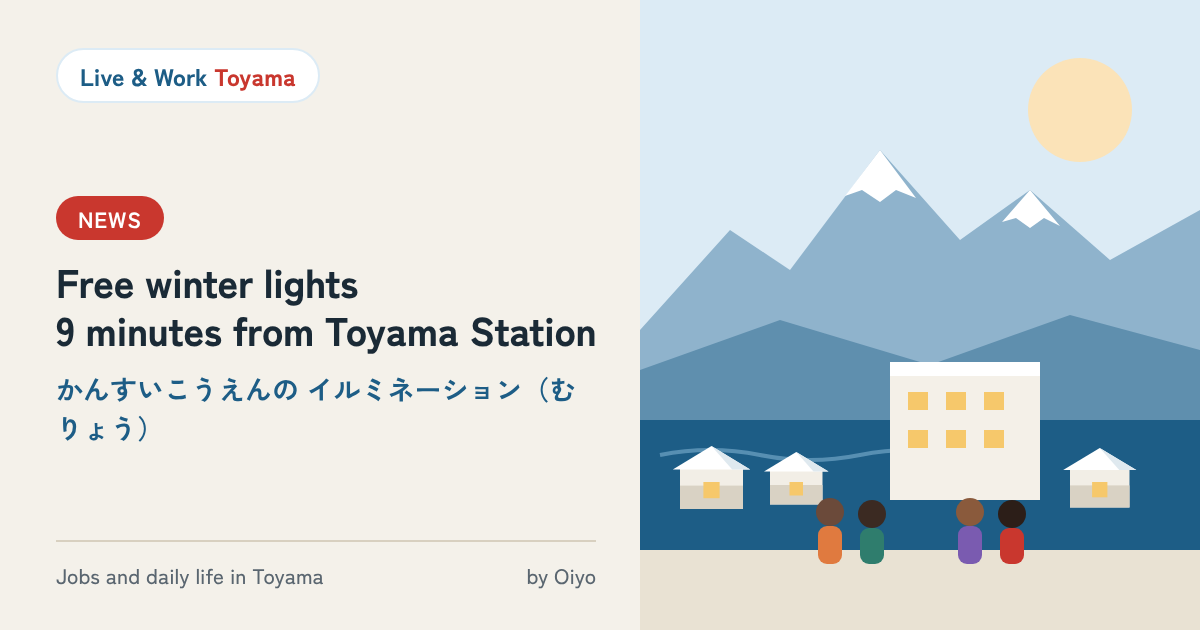 Live & Work Toyama
NEWS
Free winter lights
9 minutes from Toyama Station
かんすいこうえんの イルミネーション（む
りょう）
Jobs and daily life in Toyama
by Oiyo